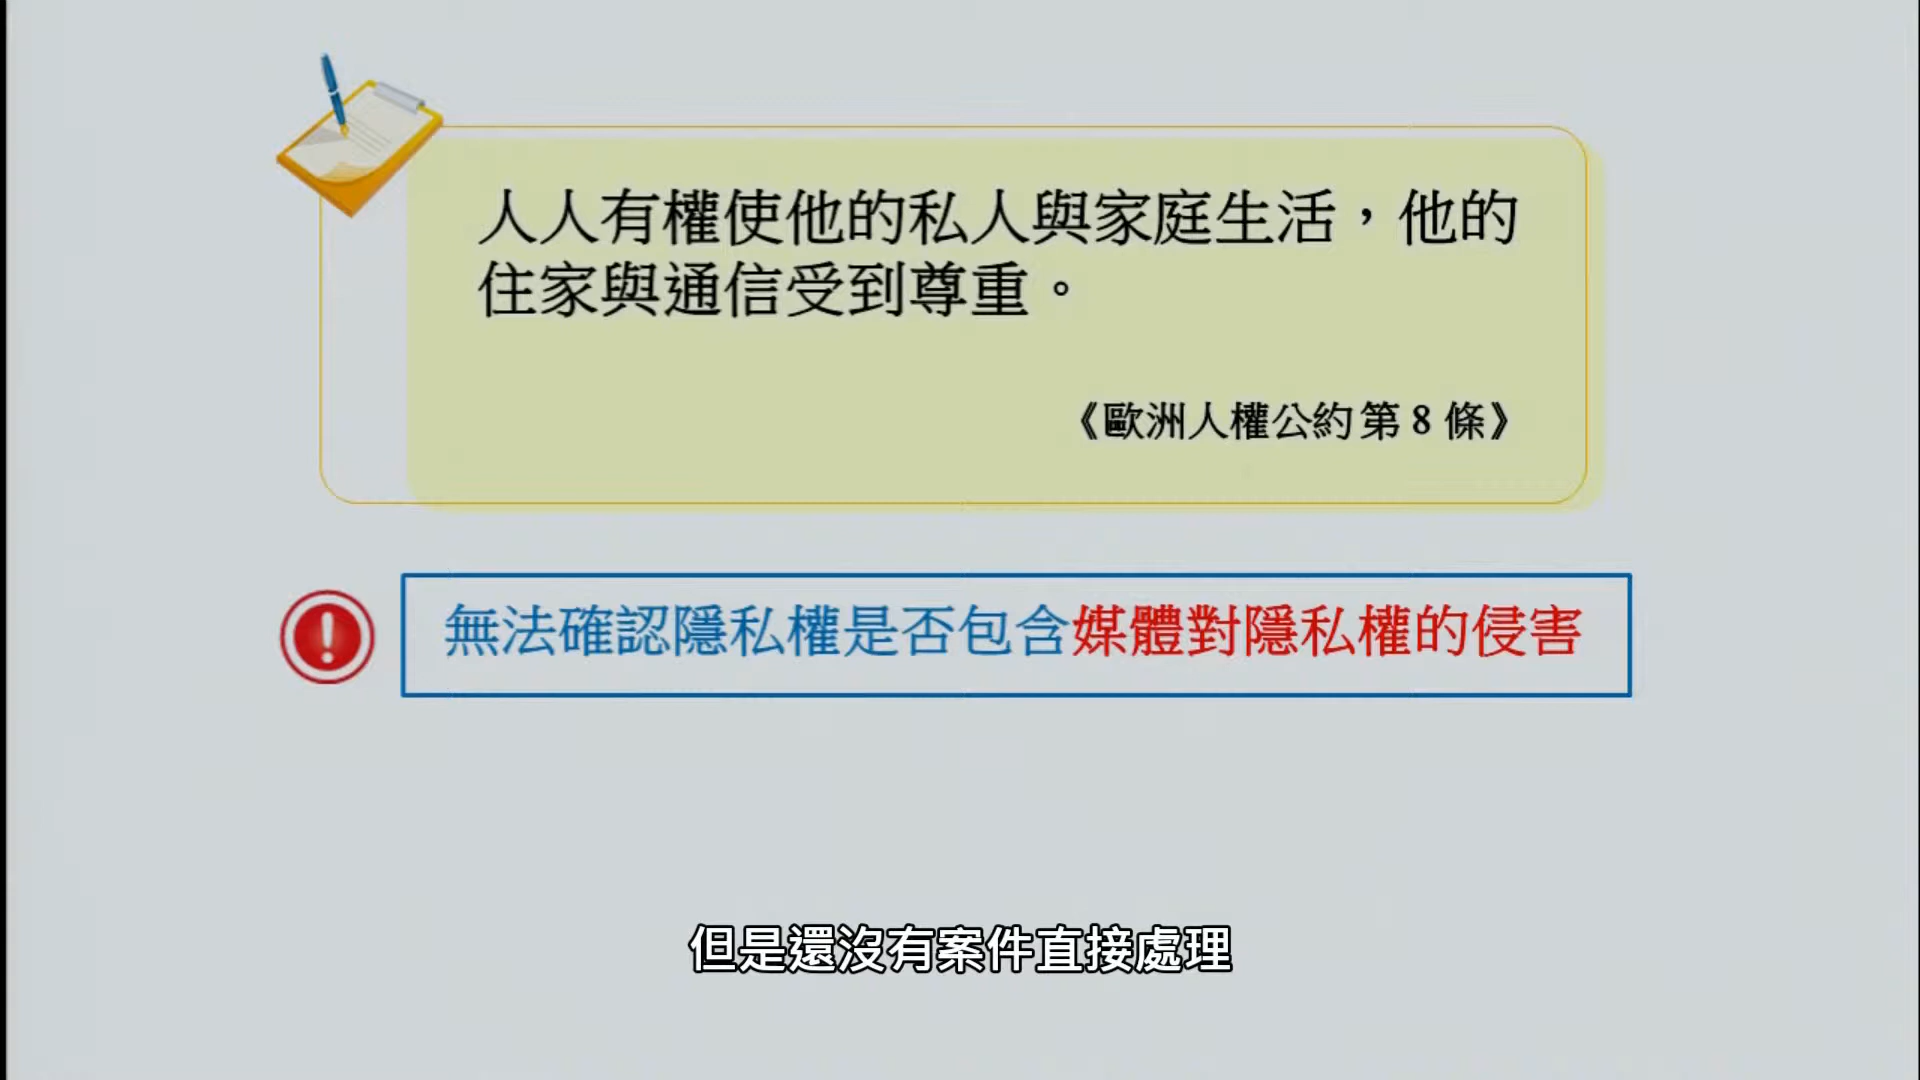 人人有權使他的私人與家庭生活，他的
住家與通信受到尊重。
《歐洲人權公約第8條》
無法確認隱私權是否包含媒體對隱私權的侵害
但是還沒有案件直接處理